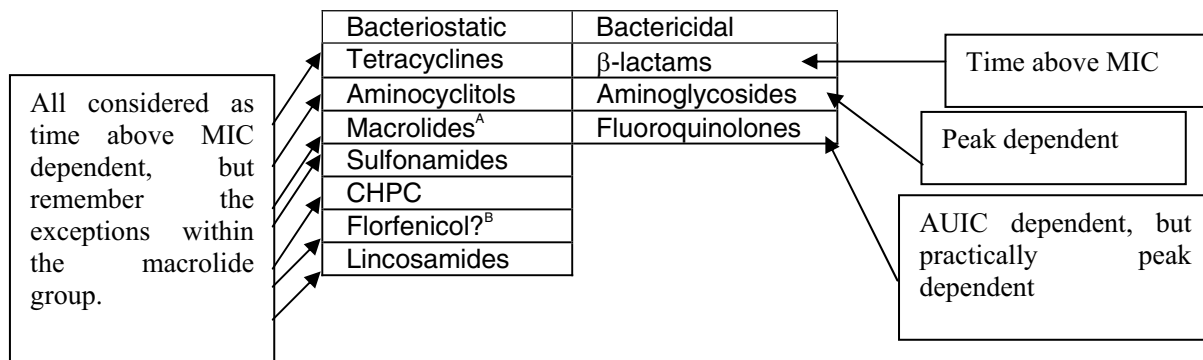 All considered as
time above MIC
dependent, but
remember the
exceptions within
the macrolide
group.
Bacteriostatic Bactericidal
Tetracyclines β-lactams
Aminocyclitols Aminoglycosides
Macrolidesᴬ Fluoroquinolones
Sulfonamides
CHPC
Florfenicol?ᴮ
Lincosamides
Time above MIC
Peak dependent
AUIC dependent, but
practically peak
dependent